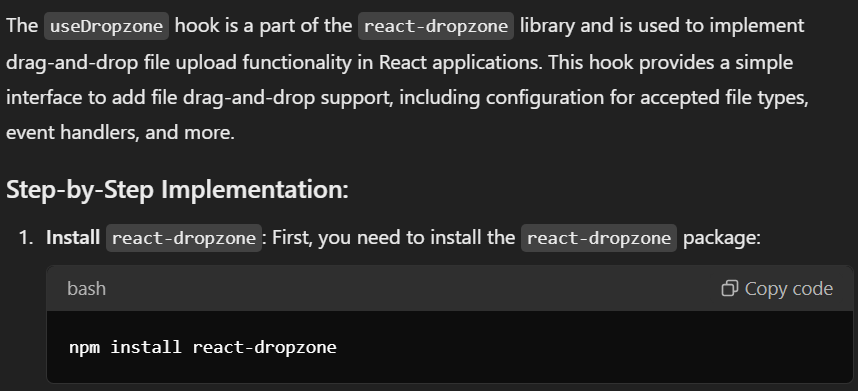 The useDropzone hook is a part of the react-dropzone library and is used to implement
drag-and-drop file upload functionality in React applications. This hook provides a simple
interface to add file drag-and-drop support, including configuration for accepted file types,
event handlers, and more.
Step-by-Step Implementation:
1. Install react-dropzone: First, you need to install the react-dropzone package:
bash Copy code
npm install react-dropzone